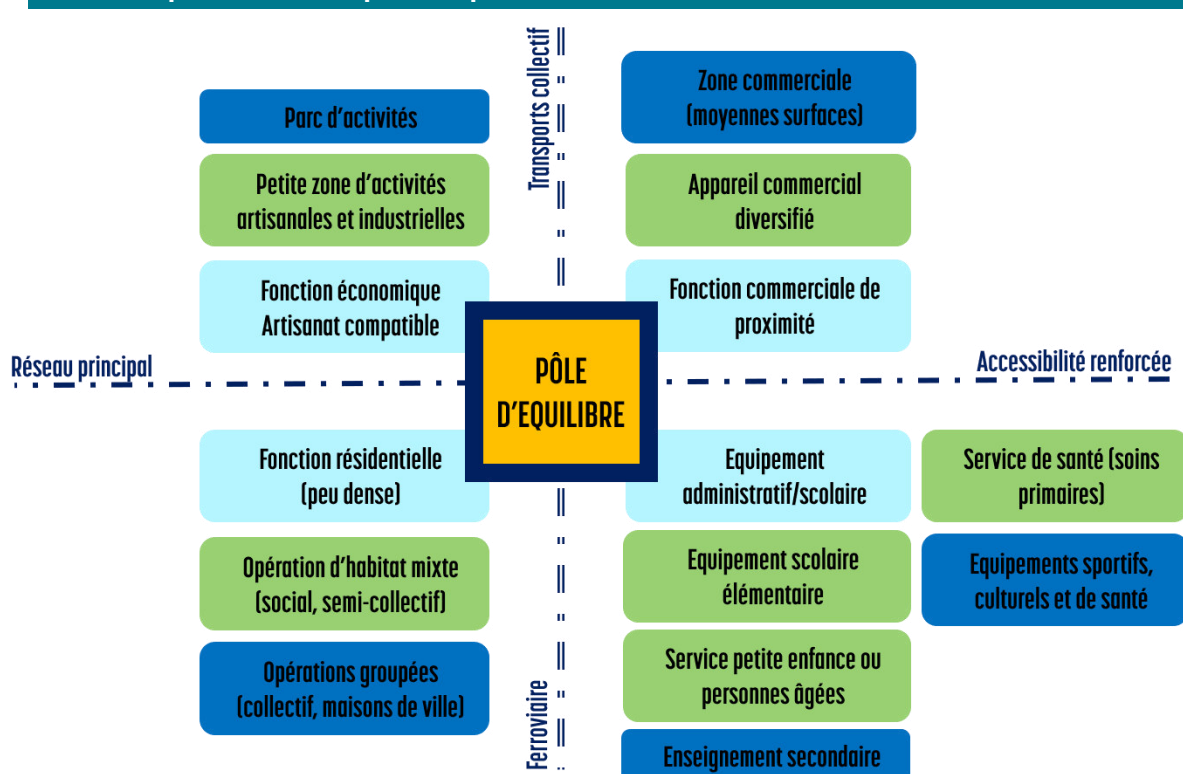 Transports collectif
Parc d'activités
Petite zone d'activités
artisanales et industrielles
Fonction économique
Artisanat compatible
Zone commerciale
(moyennes surfaces)
Appareil commercial
diversifié
Fonction commerciale de
proximité
Réseau principal
PÔLE
D'EQUILIBRE
Accessibilité renforcée
Fonction résidentielle
(peu dense)
Opération d'habitat mixte
(social, semi-collectif)
Opérations groupées
(collectif, maisons de ville)
Ferroviaire
Equipement
administratif/scolaire
Equipement scolaire
élémentaire
Service petite enfance ou
personnes âgées
Enseignement secondaire
Service de santé (soins
primaires)
Equipements sportifs,
culturels et de santé